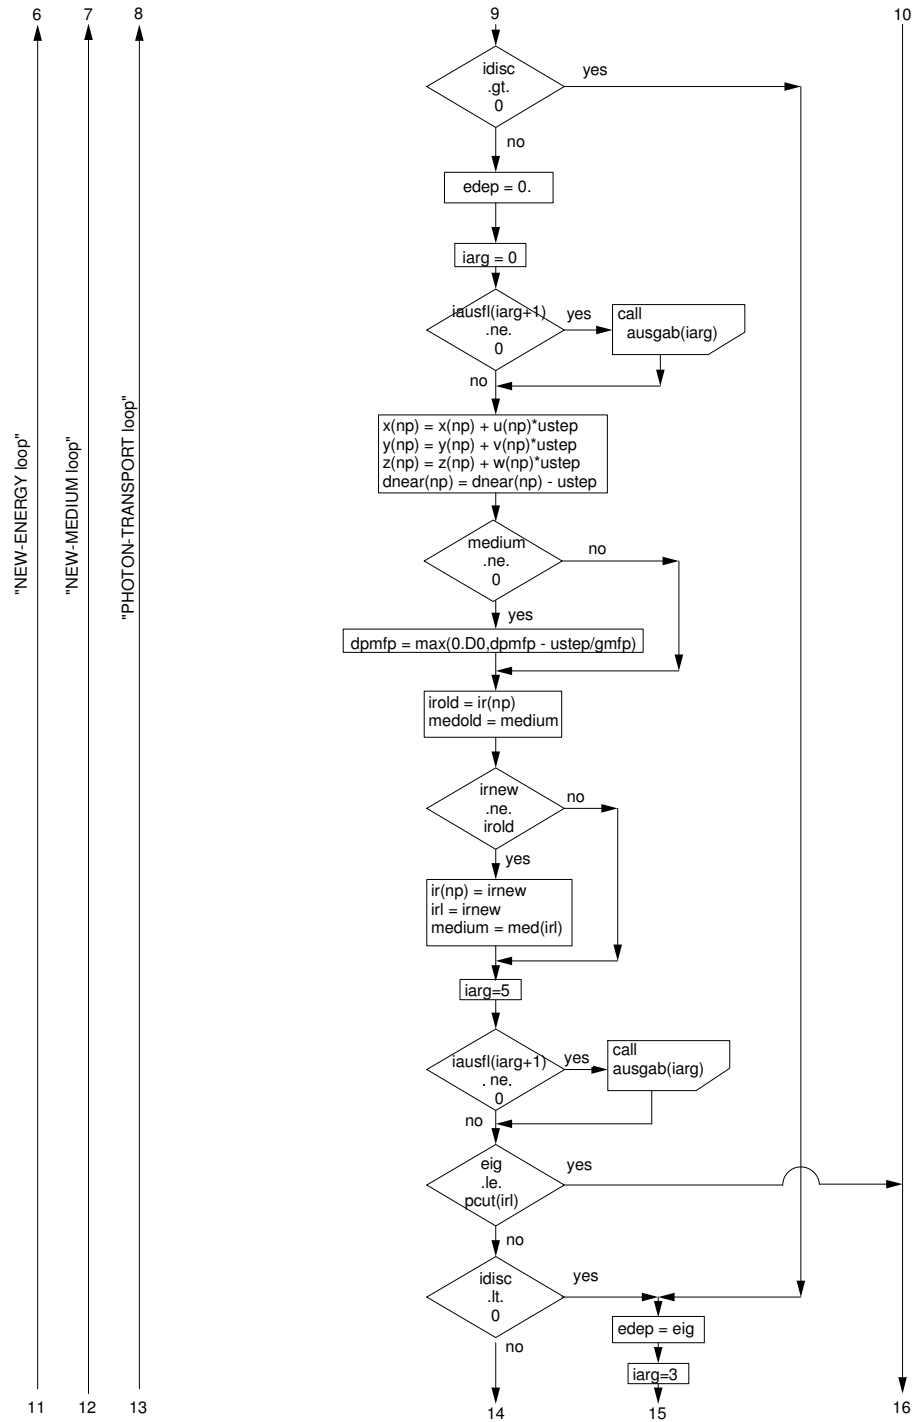 6
7
8
9
10
idisc
.gt.
0
yes
no
edep = 0.
iarg = 0
iausfl(iarg+1)
.ne.
0
yes
call
ausgab(iarg)
no
x(np) = x(np) + u(np)*ustep
y(np) = y(np) + v(np)*ustep
z(np) = z(np) + w(np)*ustep
dnear(np) = dnear(np) - ustep
"NEW-ENERGY loop"
"NEW-MEDIUM loop"
"PHOTON-TRANSPORT loop"
medium
.ne.
0
no
yes
dpmfp = max(0.D0,dpmfp - ustep/gmfp)
irold = ir(np)
medold = medium
irnew
.ne.
irold
no
yes
ir(np) = irnew
irl = irnew
medium = med(irl)
iarg=5
iausfl(iarg+1)
. ne.
0
yes
call
ausgab(iarg)
no
eig
.le.
pcut(irl)
yes
no
idisc
.lt.
0
yes
no
edep = eig
iarg=3
11
12
13
14
15
16